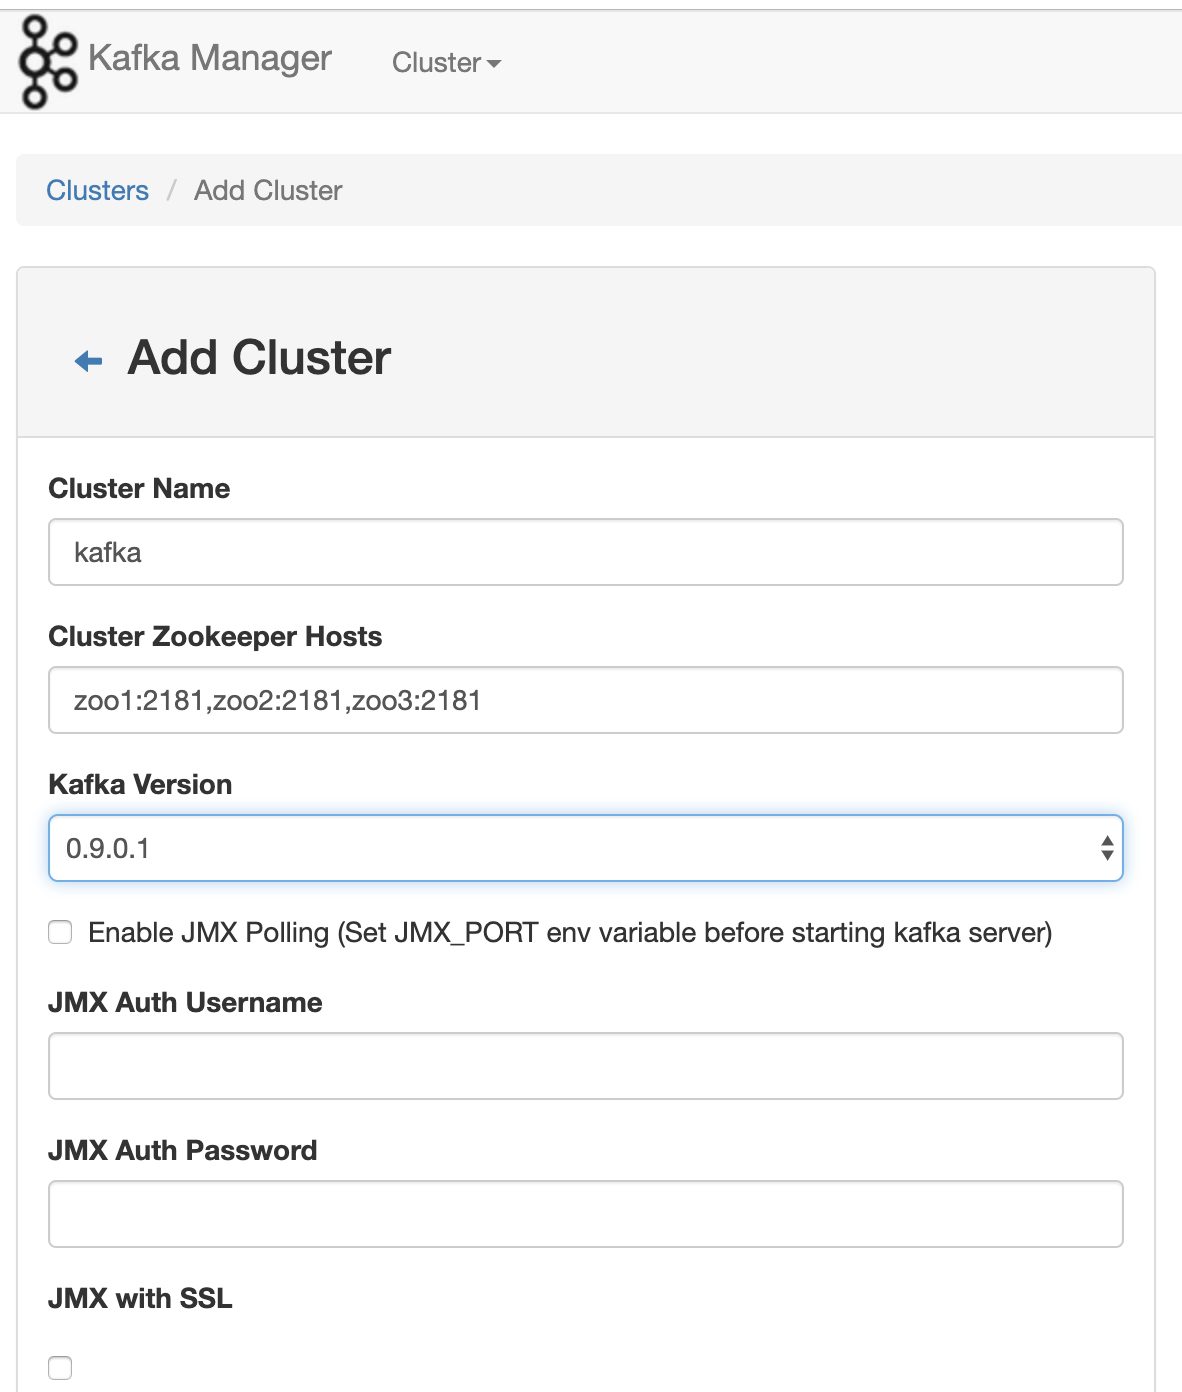 Kafka Manager Cluster
Clusters / Add Cluster
Add Cluster
Cluster Name
kafka
Cluster Zookeeper Hosts
zoo1:2181,zoo2:2181,zoo3:2181
Kafka Version
0.9.0.1
Enable JMX Polling (Set JMX_PORT env variable before starting kafka server)
JMX Auth Username
JMX Auth Password
JMX with SSL